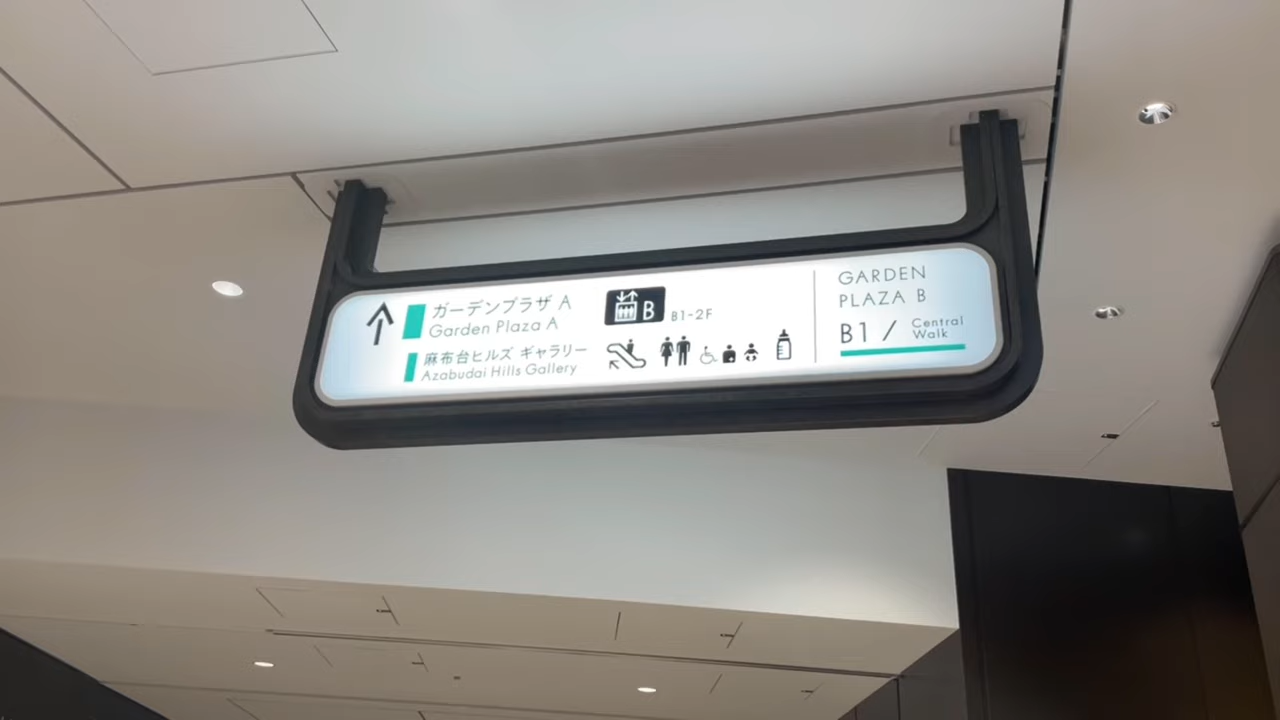 ガーデンプラザ A
Garden Plaza A
麻布台ヒルズ ギャラリー
Azabudai Hills Gallery
B B1-2F
GARDEN
PLAZA B
B1 / Central
Walk